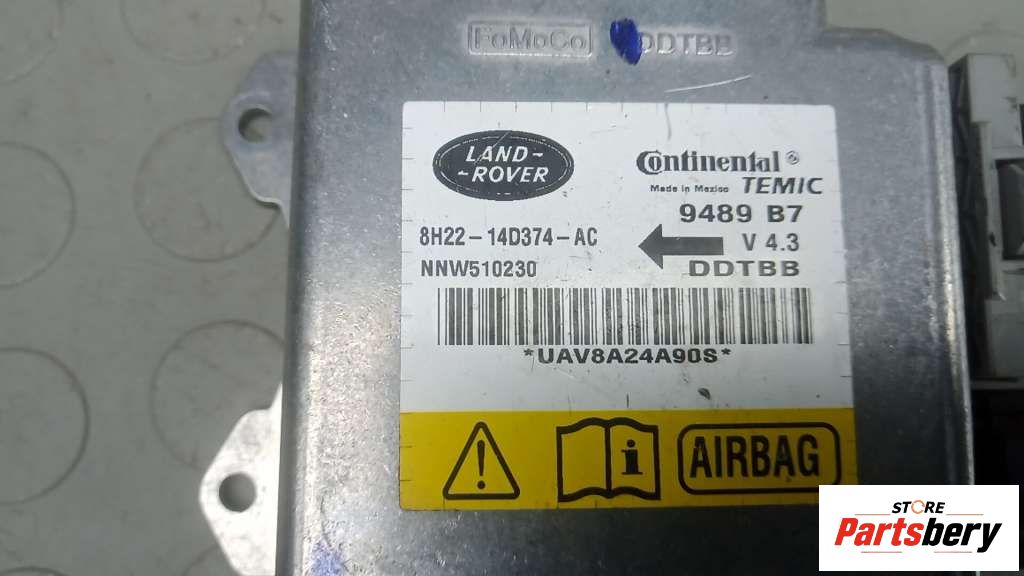 FoMoCo DDTBB
LAND-
-ROVER
Continental ®
Made in Mexico TEMIC
9489 B7
8H22-14D374-AC
V 4.3
NNW510230
DDTBB
*UAV8A24A90S*
i
AIRBAG
STORE
Partsbery